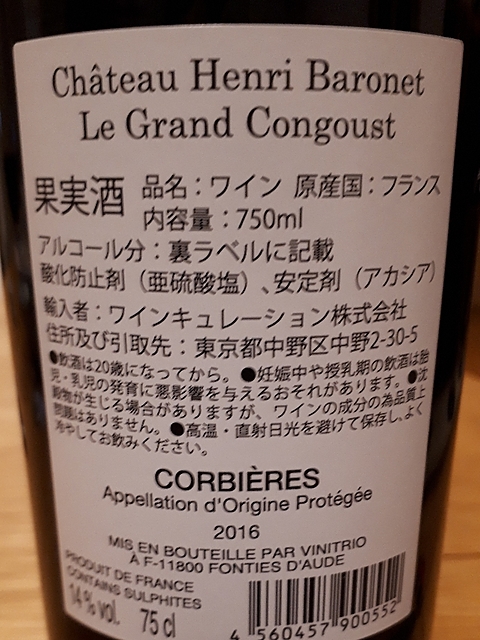 Château Henri Baronet
Le Grand Congoust
果実酒 品名：ワイン 原産国：フランス
内容量：750ml
アルコール分：裏ラベルに記載
酸化防止剤（亜硫酸塩）、安定剤（アカシア）
輸入者：ワインキュレーション株式会社
住所及び引取先：東京都中野区中野2-30-5
●飲酒は20歳になってから。●妊娠中や授乳期の飲酒は胎
児・乳児の発育に悪影響を与えるおそれがあります。●沈
殿物が生じる場合がありますが、ワインの成分の為品質上
問題はありません。●高温・直射日光を避けて保存し、よく
冷やしてお飲みください。
CORBIÈRES
Appellation d'Origine Protégée
2016
MIS EN BOUTEILLE PAR VINITRIO
À F-11800 FONTIES D'AUDE
PRODUIT DE FRANCE
CONTAINS SULPHITES
14 % vol. 75 cl
4 560457 900552